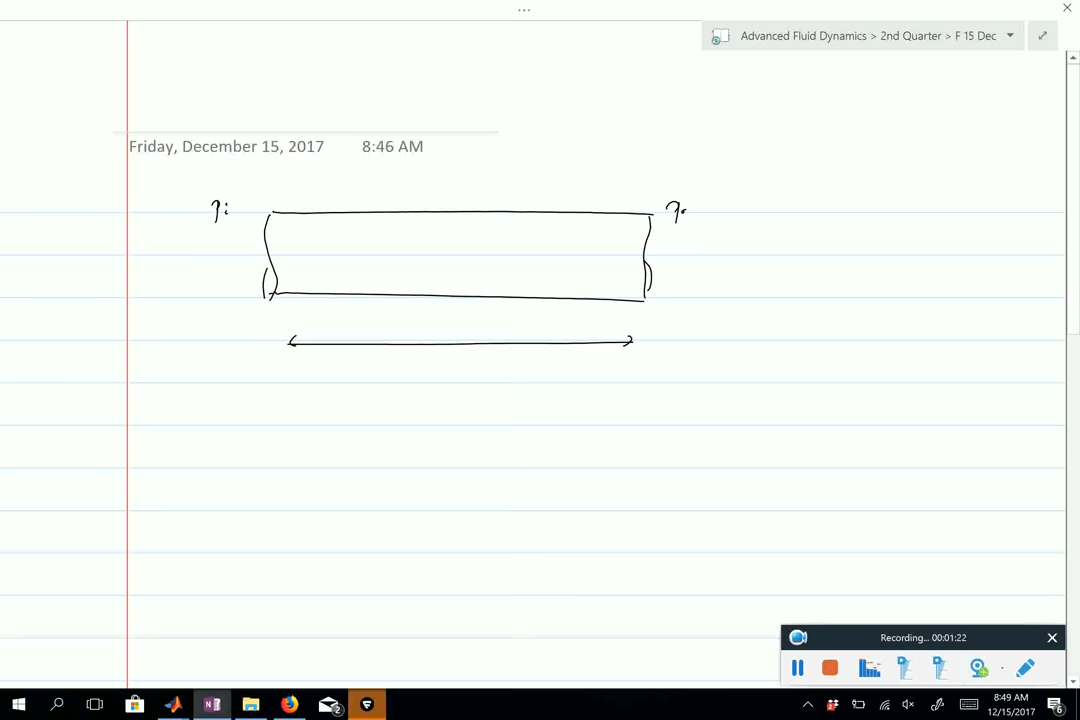 Advanced Fluid Dynamics > 2nd Quarter > F 15 Dec
Friday, December 15, 2017 8:46 AM
Pi
Recording... 00:01:22
8:49 AM
12/15/2017